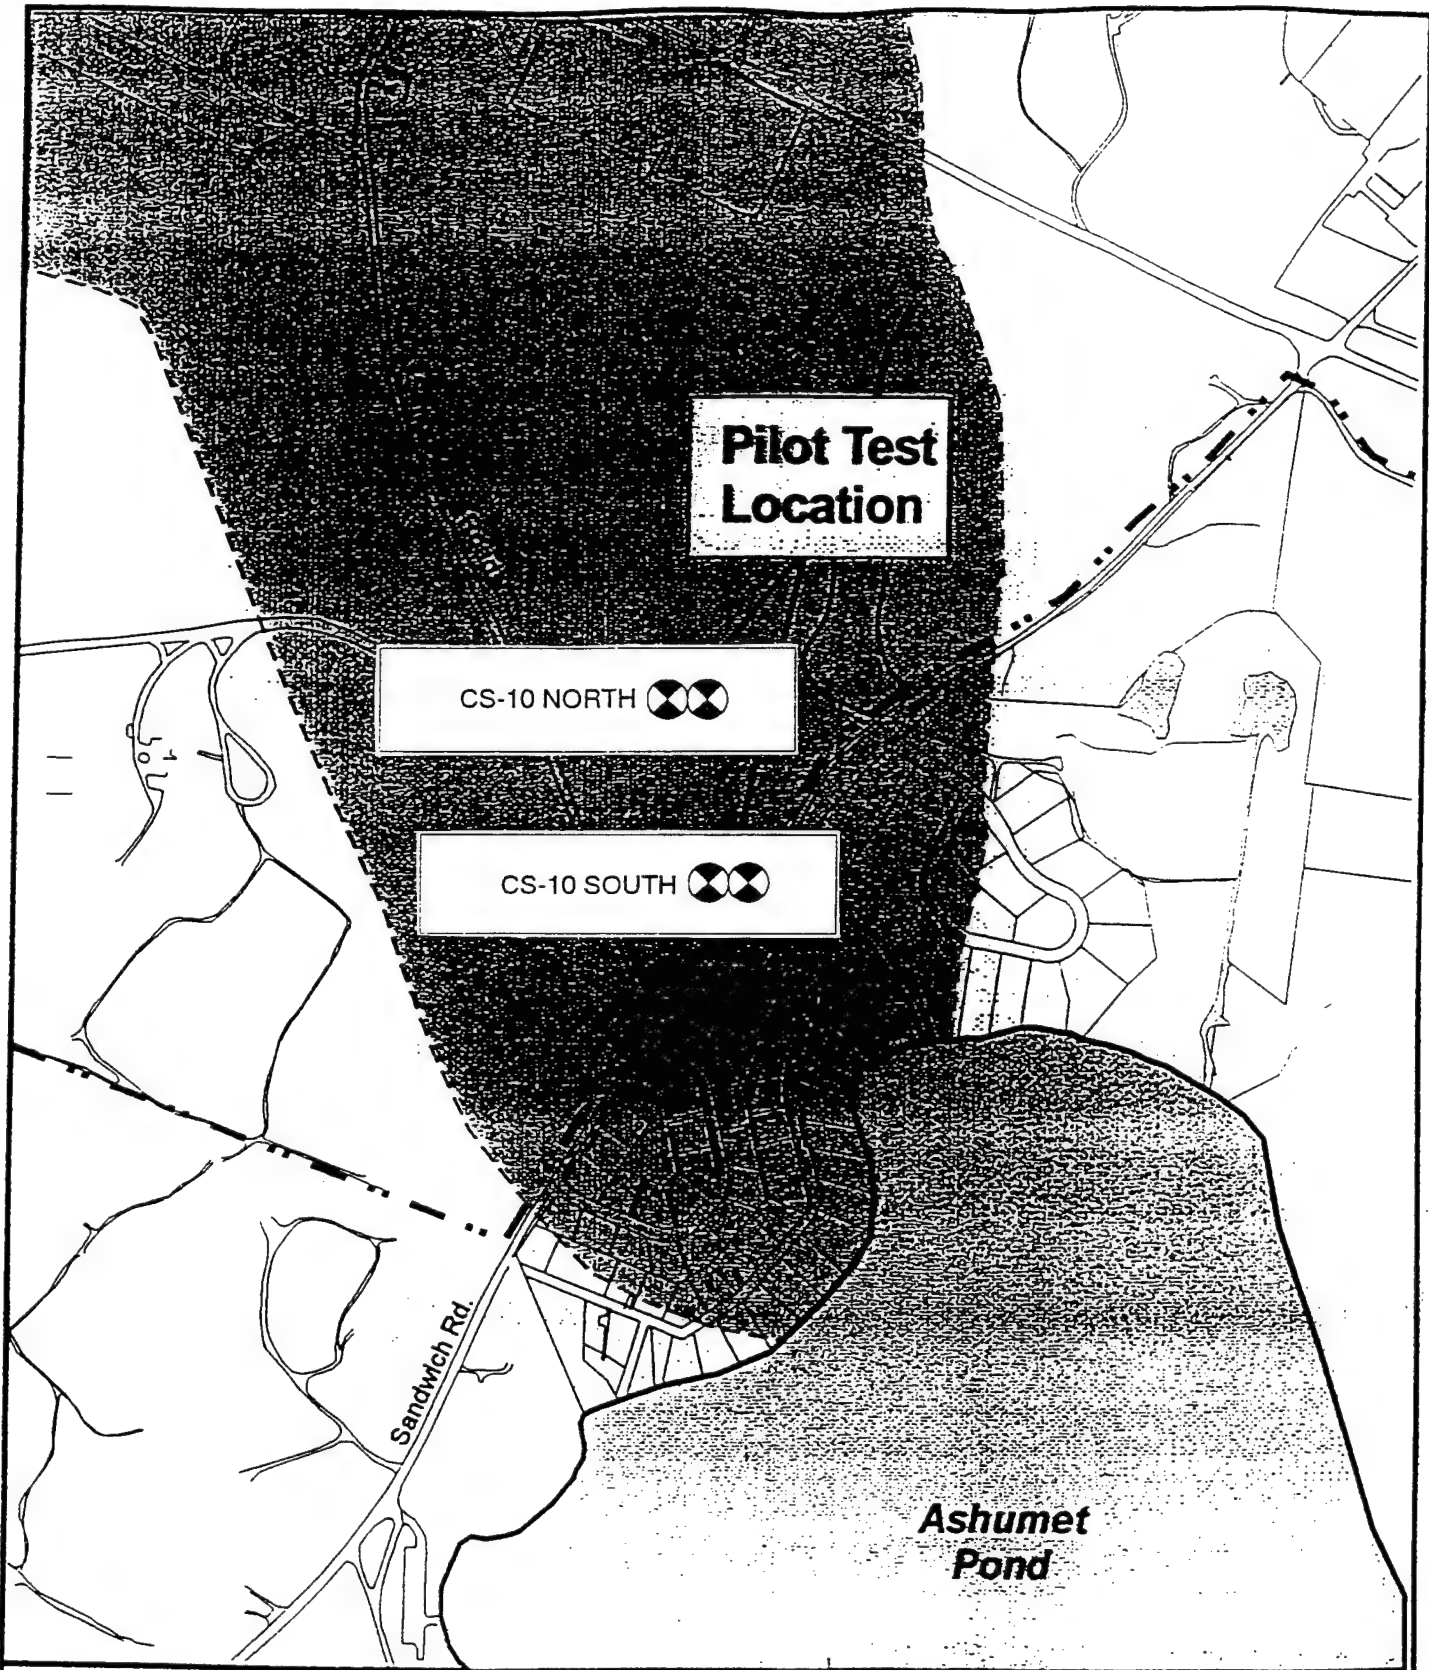 Pilot Test
Location
CS-10 NORTH
CS-10 SOUTH
Sandwich Rd.
Ashumet
Pond